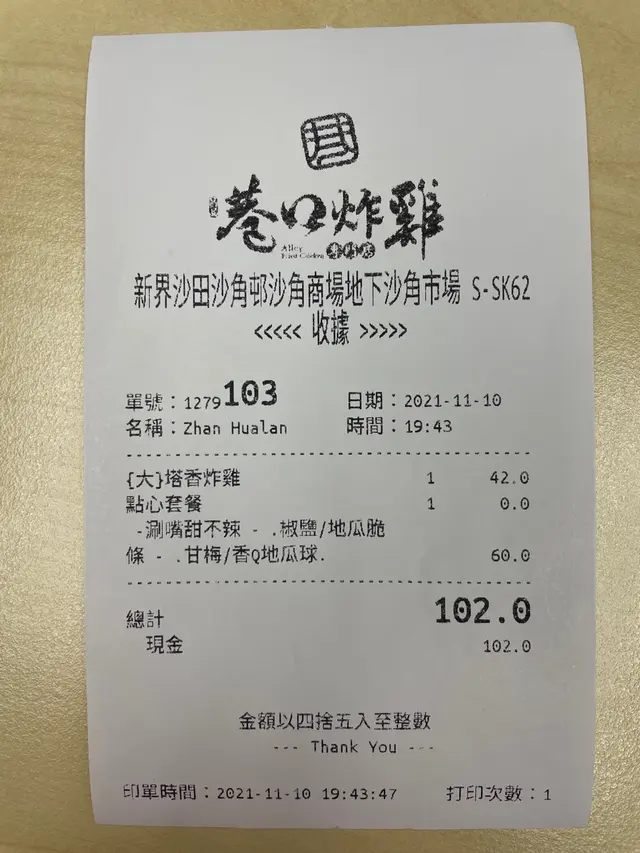 巷
巷口炸雞
Alley
Fried Chicken
新界沙田沙角邨沙角商場地下沙角市場 S-SK62
<<<<< 收據 >>>>>
單號：1279103 日期：2021-11-10
名稱：Zhan Hualan 時間：19:43
{大}塔香炸雞 1 42.0
點心套餐 1 0.0
-涮嘴甜不辣 - .椒鹽/地瓜脆
條 - .甘梅/香Q地瓜球. 60.0
總計 102.0
現金 102.0
金額以四捨五入至整數
--- Thank You ---
印單時間：2021-11-10 19:43:47 打印次數：1